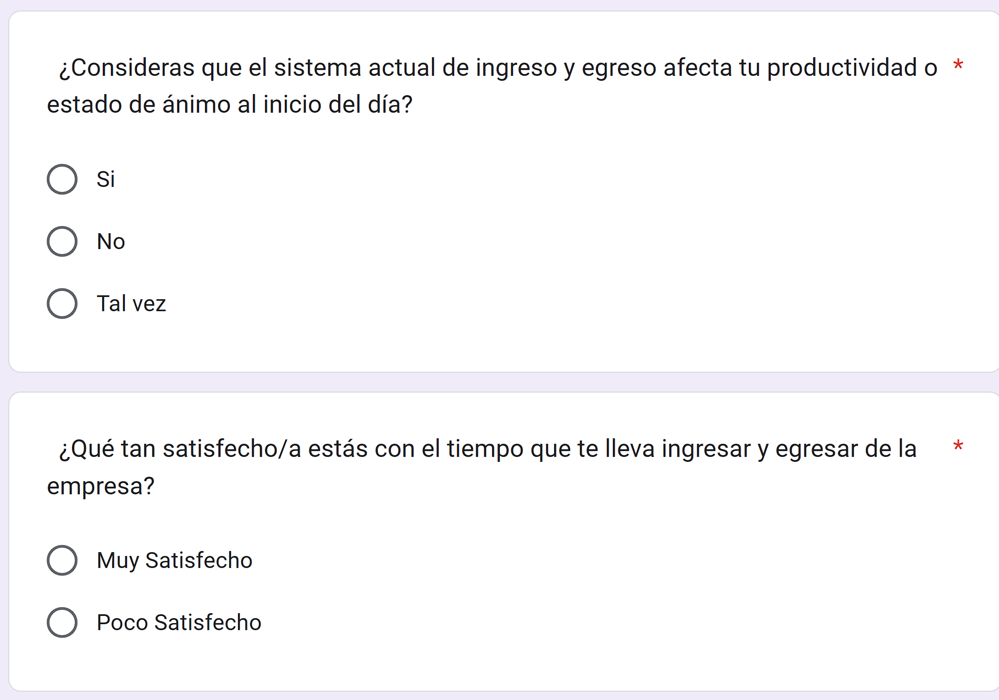 ¿Consideras que el sistema actual de ingreso y egreso afecta tu productividad o *
estado de ánimo al inicio del día?
Si
No
Tal vez
¿Qué tan satisfecho/a estás con el tiempo que te lleva ingresar y egresar de la *
empresa?
Muy Satisfecho
Poco Satisfecho